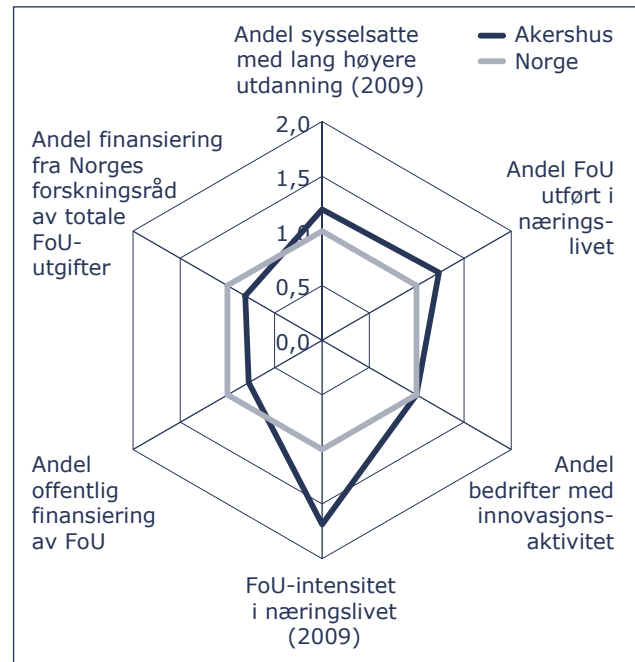 Andel sysselsatte
med lang høyere
utdanning (2009)
Akershus
Norge
Andel finansiering
fra Norges
forskningsråd
av totale
FoU-
utgifter
2,0
1,5
1,0
0,5
0,0
Andel FoU
utført i
nærings-
livet
Andel
offentlig
finansiering
av FoU
Andel
bedrifter med
innovasjons-
aktivitet
FoU-intensitet
i næringslivet
(2009)